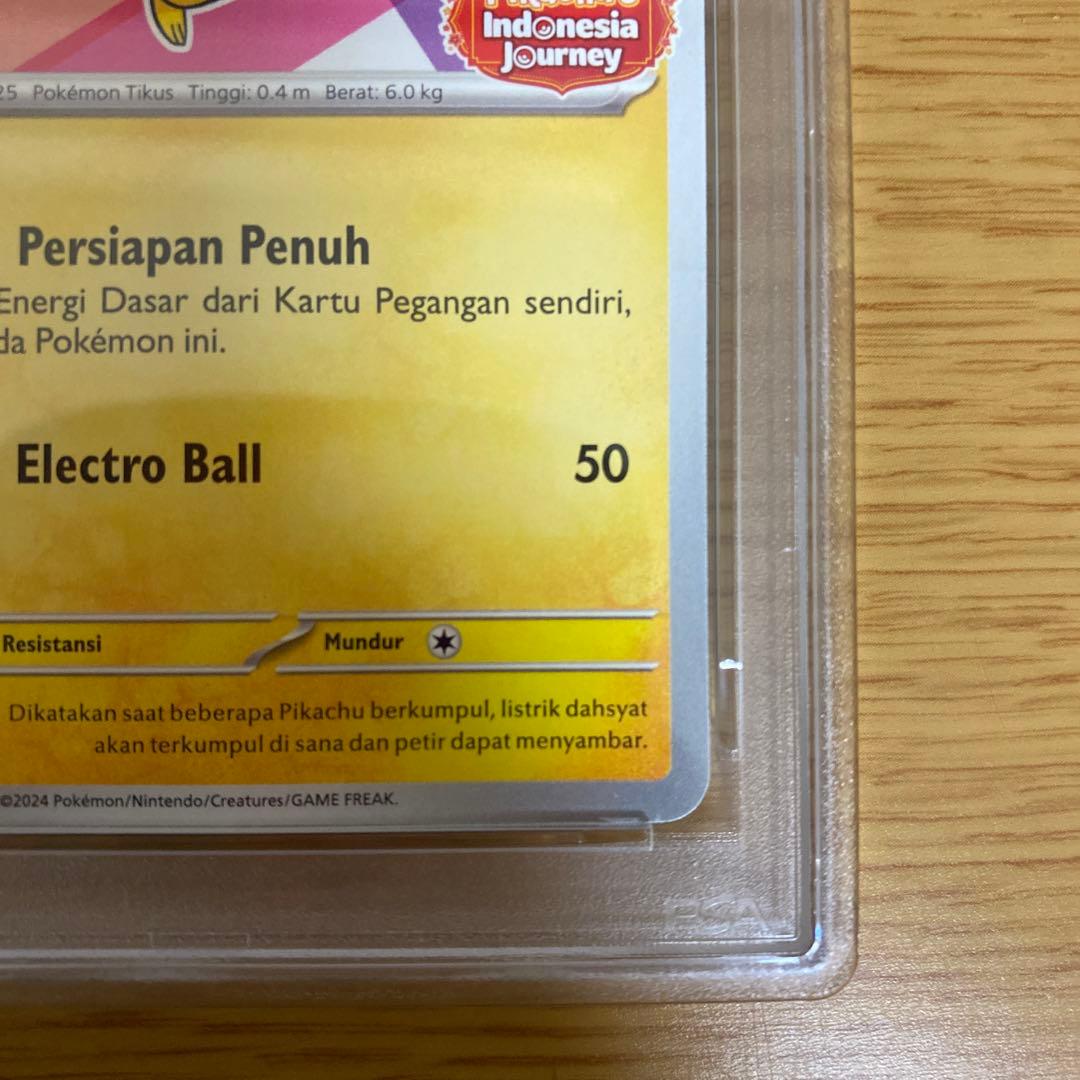 Indonesia
Journey
25 Pokémon Tikus Tinggi: 0.4 m Berat: 6.0 kg
Persiapan Penuh
Energi Dasar dari Kartu Pegangan sendiri,
da Pokémon ini.
Electro Ball 50
Resistansi Mundur
Dikatakan saat beberapa Pikachu berkumpul, listrik dahsyat
akan terkumpul di sana dan petir dapat menyambar.
©2024 Pokémon/Nintendo/Creatures/GAME FREAK.
PSA